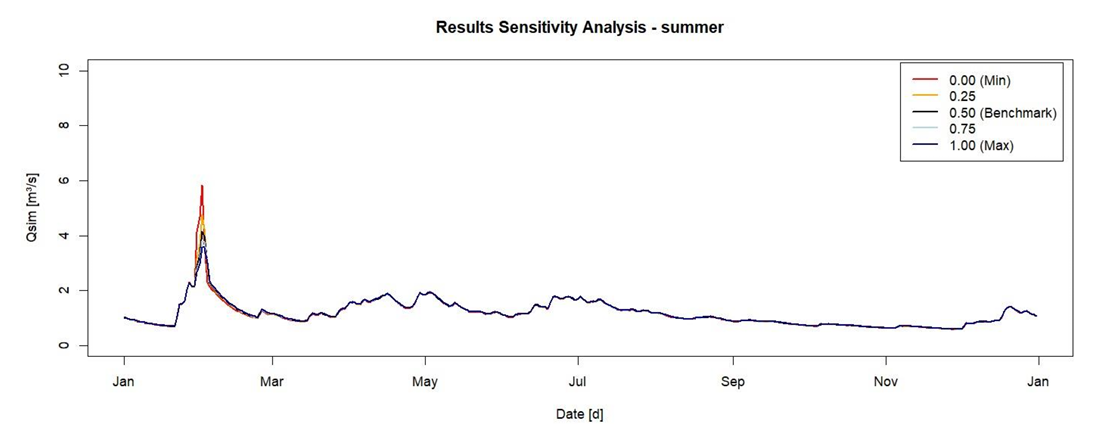 Results Sensitivity Analysis - summer
10
8
6
4
2
0
Qsim [m³/s]
0.00 (Min)
0.25
0.50 (Benchmark)
0.75
1.00 (Max)
Jan Mar May Jul Sep Nov Jan
Date [d]